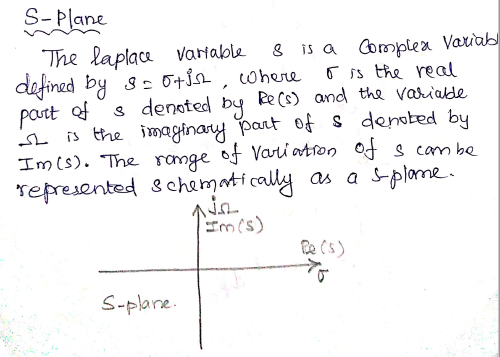 S-Plane
The Laplace variable s is a Complex Variabl
defined by s = σ+jΩ, where σ is the real
part of s denoted by Re(s) and the variable
Ω is the imaginary part of s denoted by
Im(s). The range of variation of s can be
represented schematically as a s-plane.
jΩ
Im(s)
Re(s)
σ
S-plane.